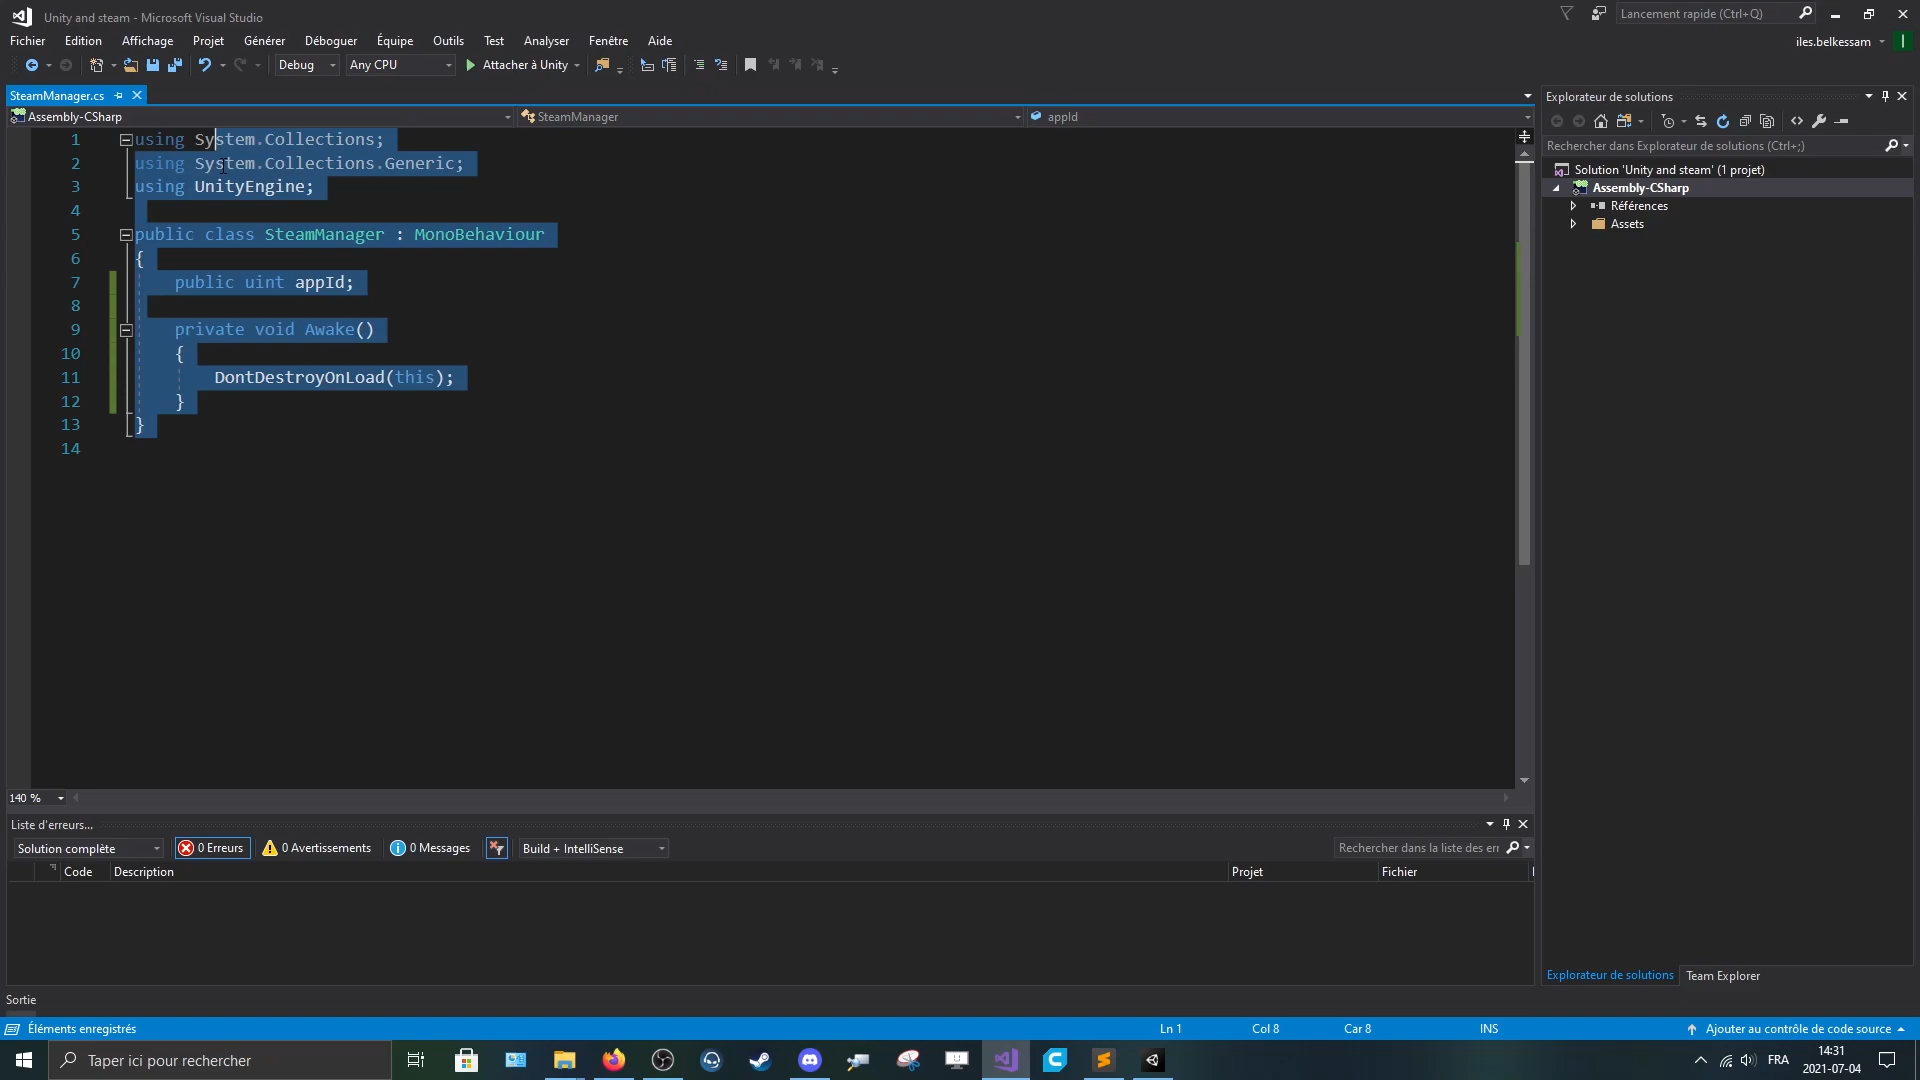 Unity and steam - Microsoft Visual Studio
Lancement rapide (Ctrl+Q)
Fichier Edition Affichage Projet Générer Déboguer Équipe Outils Test Analyser Fenêtre Aide
iles.belkessam I
Debug Any CPU Attacher à Unity
SteamManager.cs
Explorateur de solutions
Assembly-CSharp SteamManager appId
Rechercher dans Explorateur de solutions (Ctrl+;)
Solution 'Unity and steam' (1 projet)
Assembly-CSharp
Références
Assets
1 using System.Collections;
2 using System.Collections.Generic;
3 using UnityEngine;
4
5 public class SteamManager : MonoBehaviour
6 {
7 public uint appId;
8
9 private void Awake()
10 {
11 DontDestroyOnLoad(this);
12 }
13 }
14
140 %
Liste d'erreurs...
Solution complète 0 Erreurs 0 Avertissements 0 Messages Build + IntelliSense
Rechercher dans la liste des err
Code Description Projet Fichier
Explorateur de solutions Team Explorer
Sortie
Éléments enregistrés Ln 1 Col 8 Car 8 INS Ajouter au contrôle de code source
Taper ici pour rechercher
FRA
14:31
2021-07-04